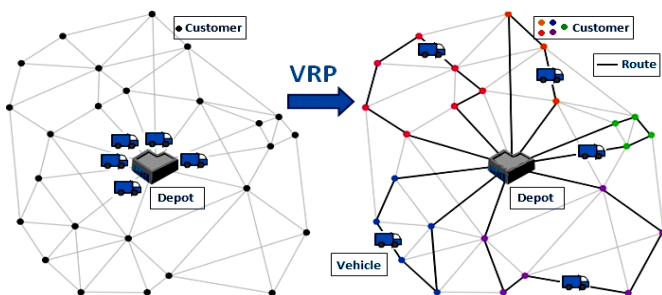 Customer
VRP
Depot
Customer
Route
Depot
Vehicle